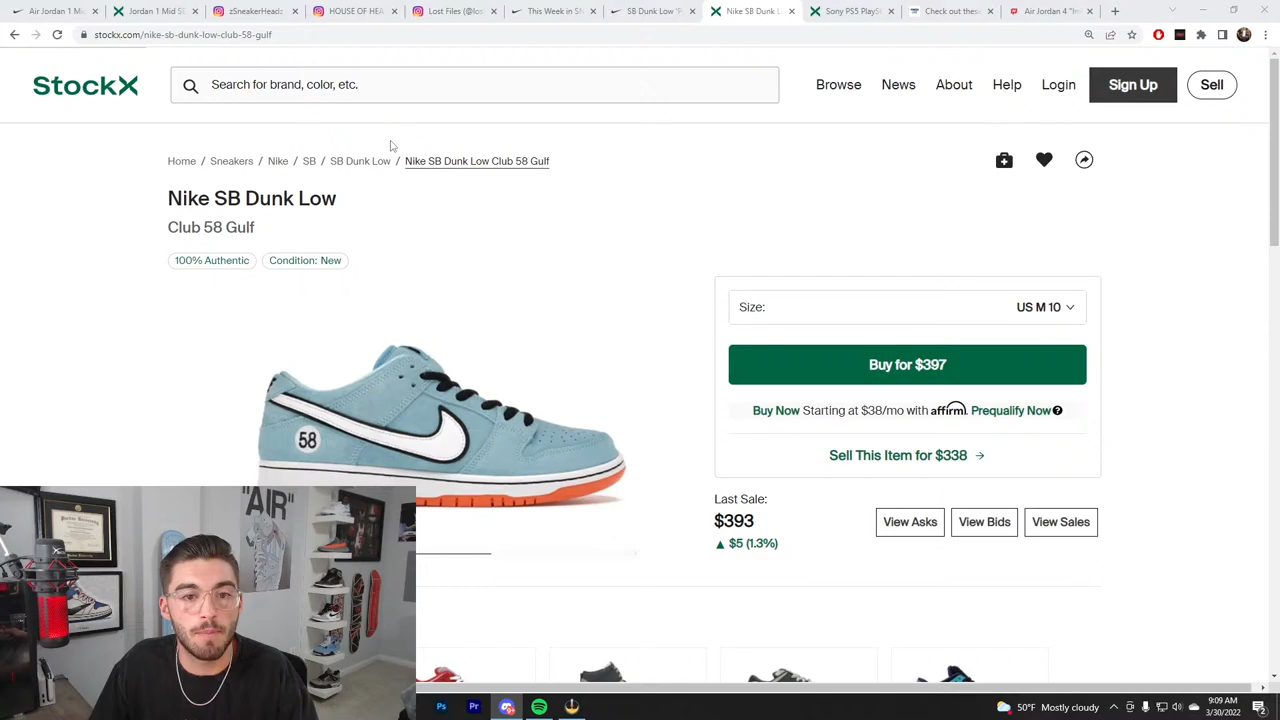 Air Jordan 1 M
Jordan 1 Mid S
zSneakerHeadz
HOUSE OF HEA
Lost Files (@los
This Week in Sh
SB Dunk Low 'P
Nike SB Dunk L
Sony PS5 PlayS
Check out these
Air Jordan 4 "In
stockx.com/nike-sb-dunk-low-club-58-gulf
StockX
Search for brand, color, etc.
Browse News About Help Login Sign Up Sell
Home / Sneakers / Nike / SB / SB Dunk Low / Nike SB Dunk Low Club 58 Gulf
Nike SB Dunk Low
Club 58 Gulf
100% Authentic Condition: New
Size: US M 10
Buy for $397
Buy Now Starting at $38/mo with affirm. Prequalify Now ?
Sell This Item for $338 →
Last Sale:
$393
▲ $5 (1.3%)
View Asks View Bids View Sales
58
"AIR"
Ps Pr
50°F Mostly cloudy
9:09 AM
3/30/2022
2